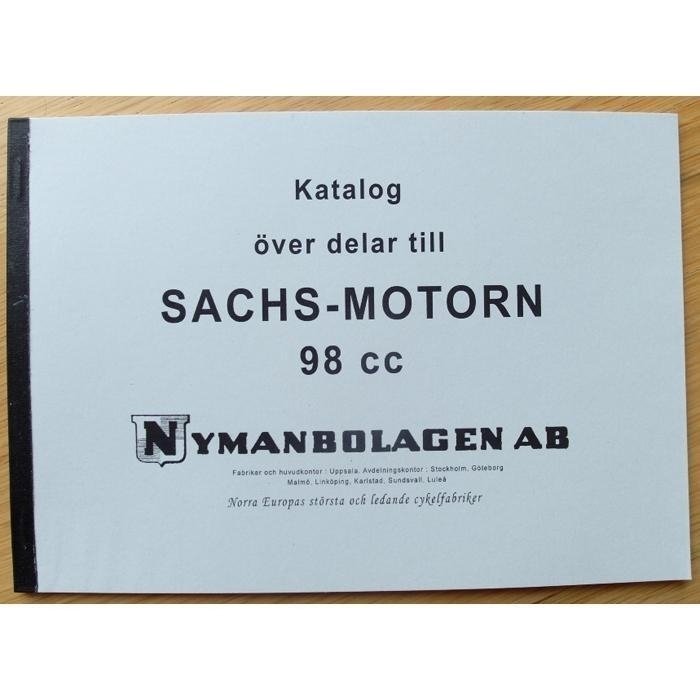 Katalog
över delar till
SACHS-MOTORN
98 cc
NYMANBOLAGEN AB
Fabriker och huvudkontor : Uppsala. Avdelningskontor : Stockholm, Göteborg
Malmö, Linköping, Karlstad, Sundsvall, Luleå
Norra Europas största och ledande cykelfabriker